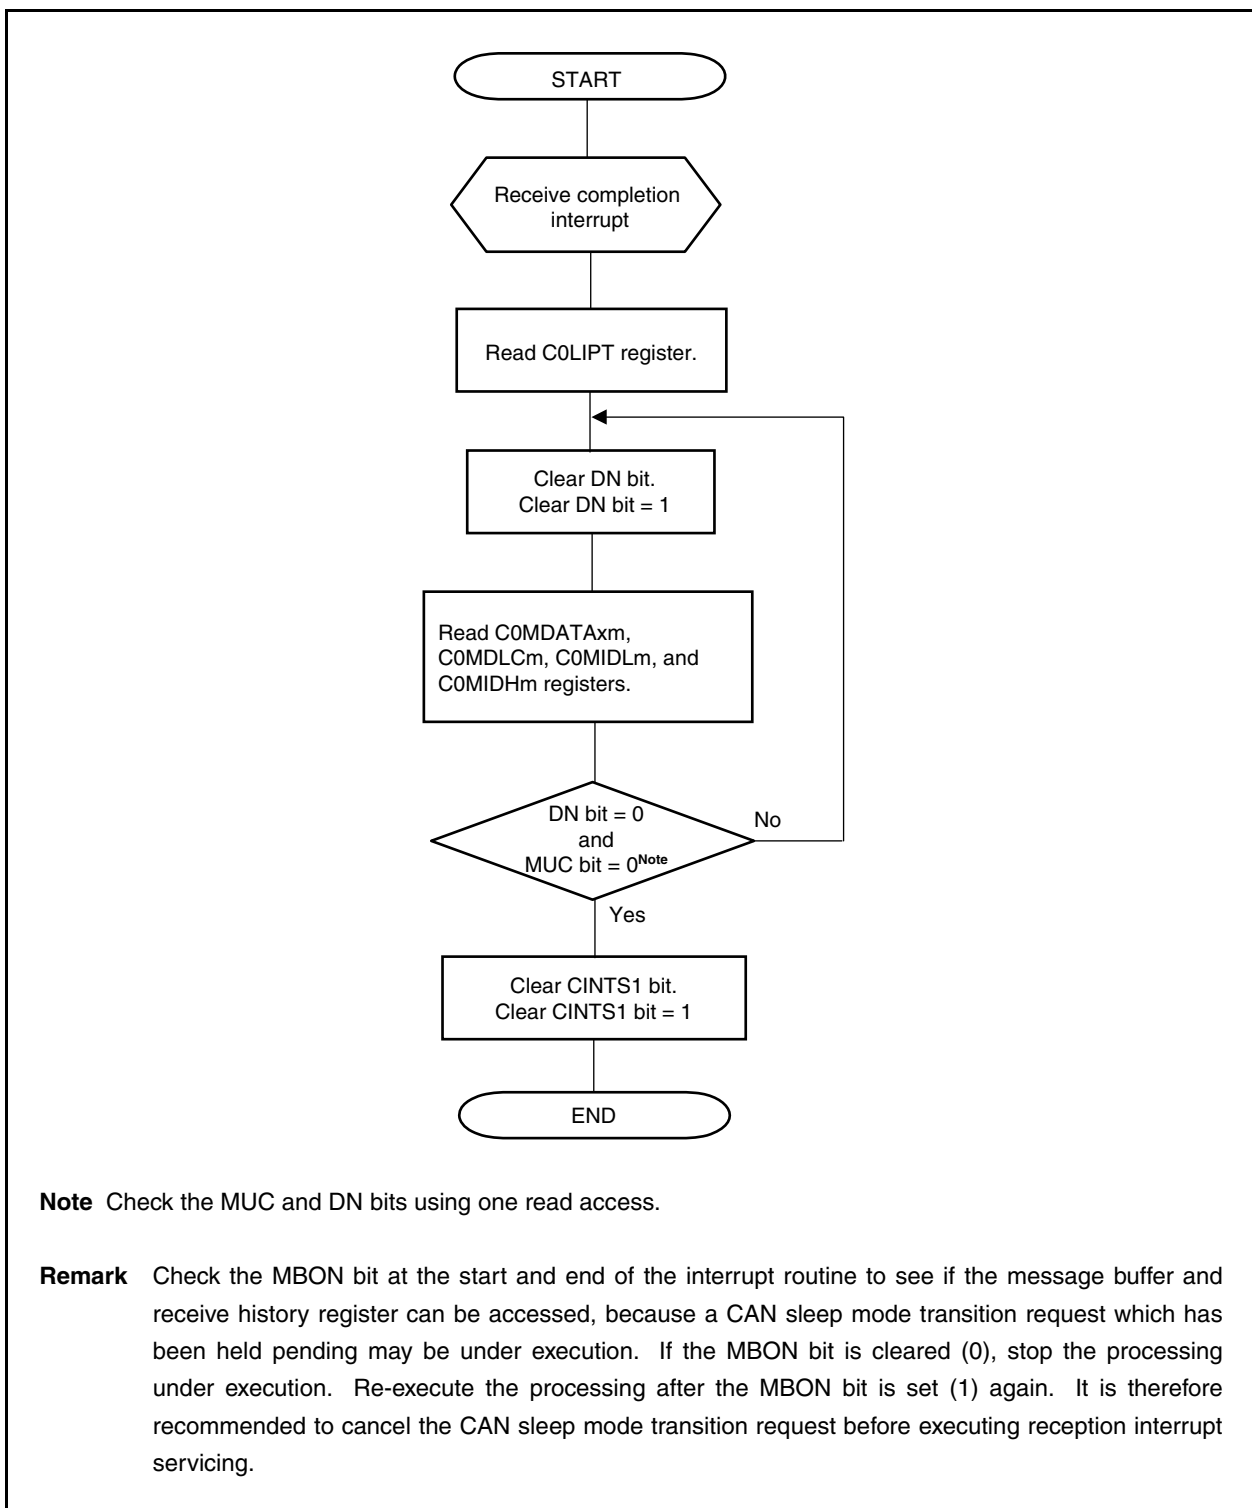 START
Receive completion
interrupt
Read C0LIPT register.
Clear DN bit.
Clear DN bit = 1
Read C0MDATAxm,
C0MDLCm, C0MIDLm, and
C0MIDHm registers.
DN bit = 0
and
MUC bit = 0Note
No
Yes
Clear CINTS1 bit.
Clear CINTS1 bit = 1
END
Note Check the MUC and DN bits using one read access.
Remark Check the MBON bit at the start and end of the interrupt routine to see if the message buffer and
receive history register can be accessed, because a CAN sleep mode transition request which has
been held pending may be under execution. If the MBON bit is cleared (0), stop the processing
under execution. Re-execute the processing after the MBON bit is set (1) again. It is therefore
recommended to cancel the CAN sleep mode transition request before executing reception interrupt
servicing.